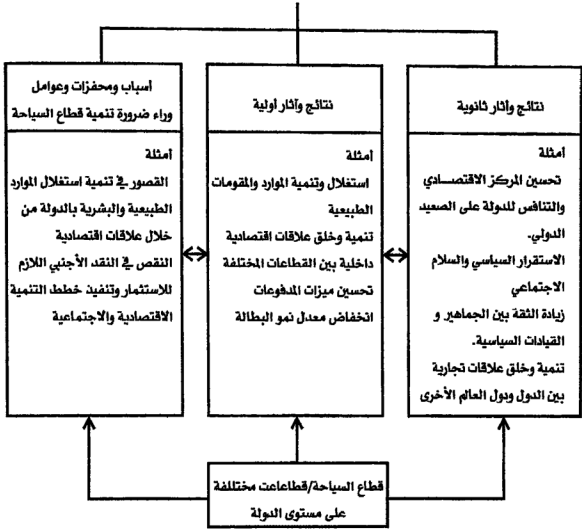 نتائج وآثار ثانوية
أمثلة
تحسين المركز الاقتصادي
والتنافس للدولة على الصعيد
الدولي.
الاستقرار السياسي والسلام
الاجتماعي
زيادة الثقة بين الجماهير و
القيادات السياسية.
تنمية وخلق علاقات تجارية
بين الدول ودول العالم الأخرى
نتائج وآثار أولية
أمثلة
استغلال وتنمية الموارد والمقومات
الطبيعية
تنمية وخلق علاقات اقتصادية
داخلية بين القطاعات المختلفة
تحسين ميزات المدفوعات
انخفاض معدل نمو البطالة
أسباب ومحفزات وعوامل
وراء ضرورة تنمية قطاع السياحة
أمثلة
القصور في تنمية استغلال الموارد
الطبيعية والبشرية بالدولة من
خلال علاقات اقتصادية
النقص في النقد الأجنبي اللازم
للاستثمار وتنفيذ خطط التنمية
الاقتصادية والاجتماعية
قطاع السياحة/قطاعاعت مختللفة
على مستوى الدولة